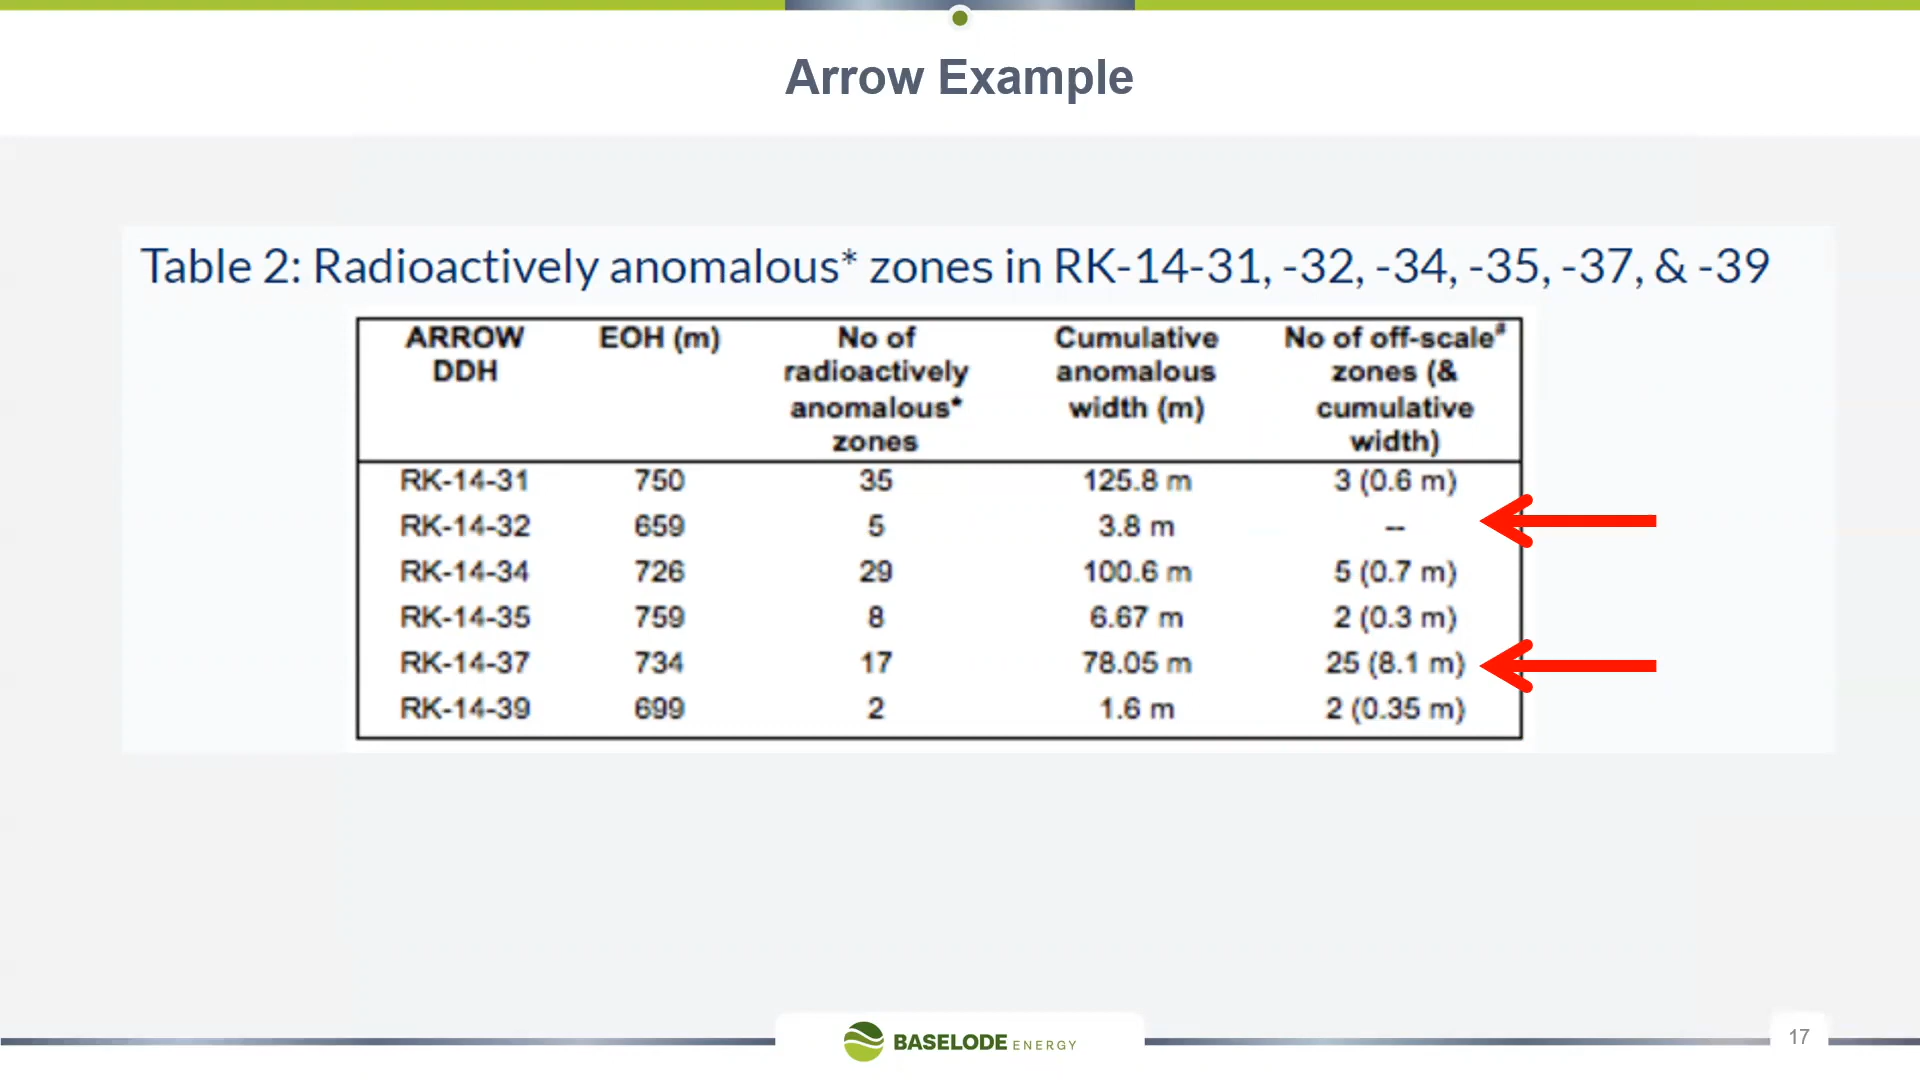 Arrow Example
Table 2: Radioactively anomalous* zones in RK-14-31, -32, -34, -35, -37, & -39
ARROW DDH EOH (m) No of radioactively anomalous* zones Cumulative anomalous width (m) No of off-scale# zones (& cumulative width)
RK-14-31 750 35 125.8 m 3 (0.6 m)
RK-14-32 659 5 3.8 m --
RK-14-34 726 29 100.6 m 5 (0.7 m)
RK-14-35 759 8 6.67 m 2 (0.3 m)
RK-14-37 734 17 78.05 m 25 (8.1 m)
RK-14-39 699 2 1.6 m 2 (0.35 m)
BASELODE ENERGY
17